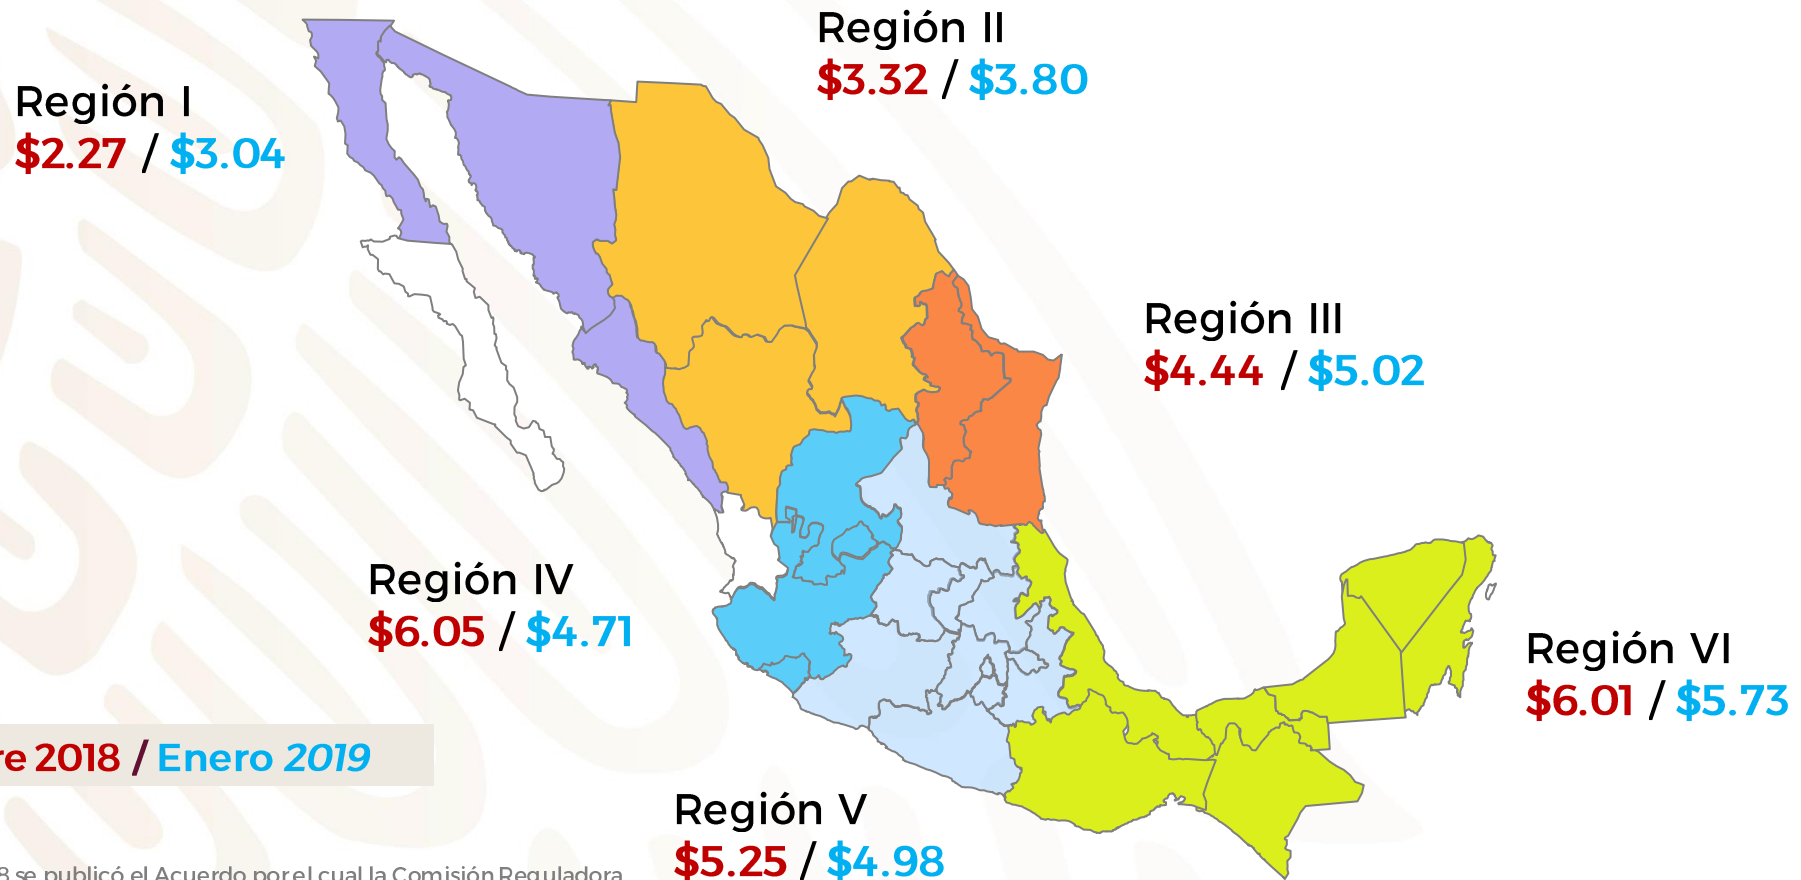 Región II
$3.32 / $3.80
Región I
$2.27 / $3.04
Región III
$4.44 / $5.02
Región IV
$6.05 / $4.71
Región VI
$6.01 / $5.73
2018 / Enero 2019
Región V
$5.25 / $4.98
8 se publicó el Acuerdo por el cual la Comisión Reguladora